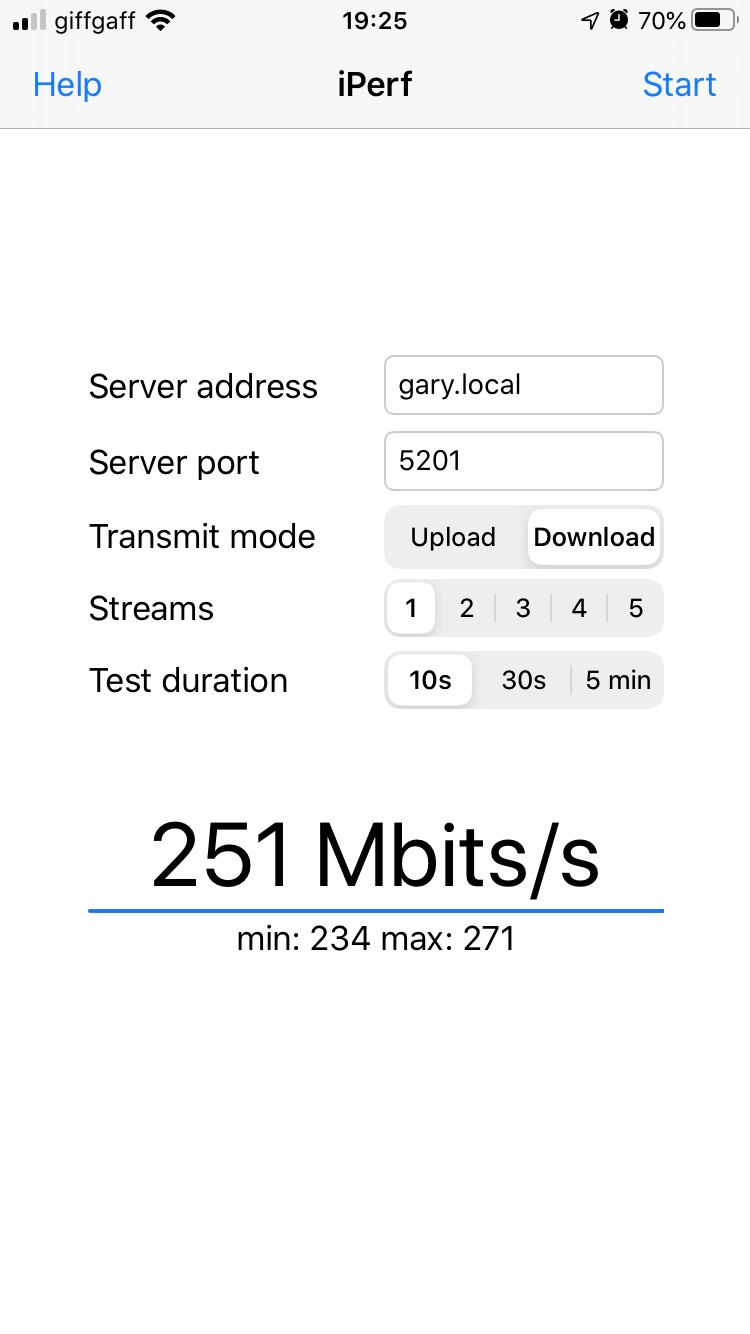 giffgaff 19:25 70%
Help iPerf Start
Server address gary.local
Server port 5201
Transmit mode Upload Download
Streams 1 2 3 4 5
Test duration 10s 30s 5 min
251 Mbits/s
min: 234 max: 271